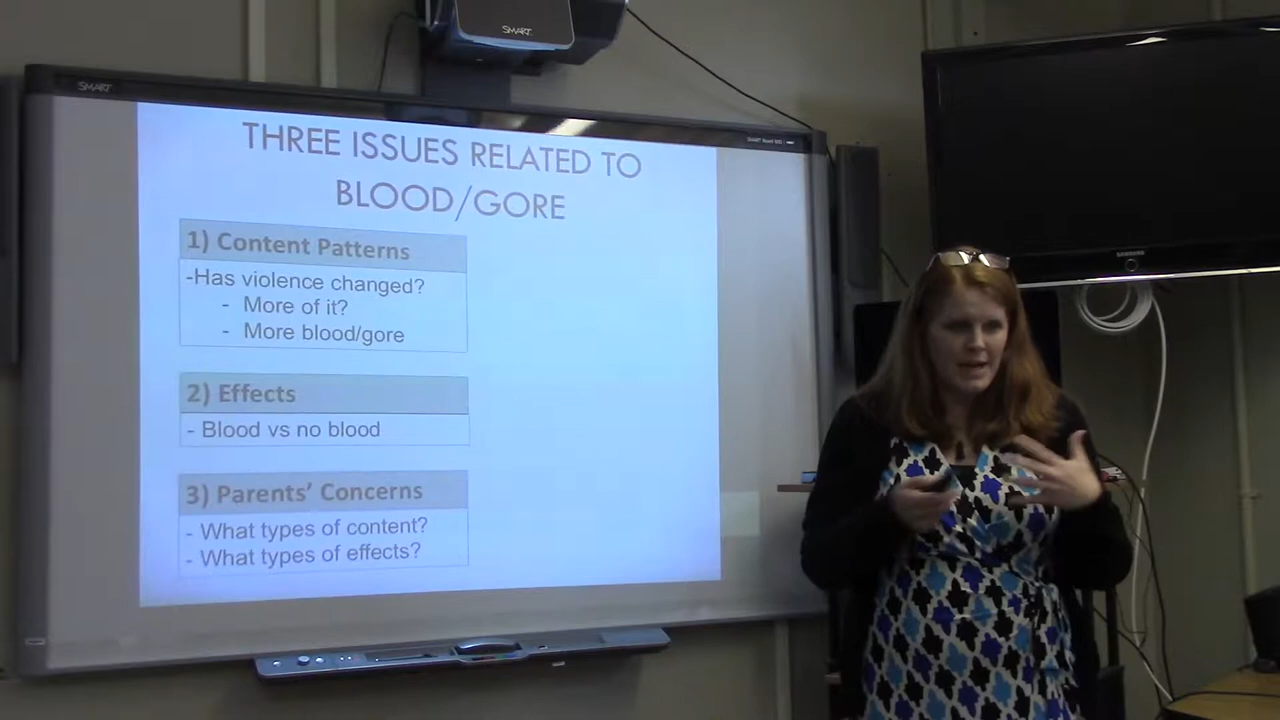 SMART
SMART
THREE ISSUES RELATED TO
BLOOD/GORE
1) Content Patterns
-Has violence changed?
- More of it?
- More blood/gore
2) Effects
- Blood vs no blood
3) Parents' Concerns
- What types of content?
- What types of effects?
SAMSUNG